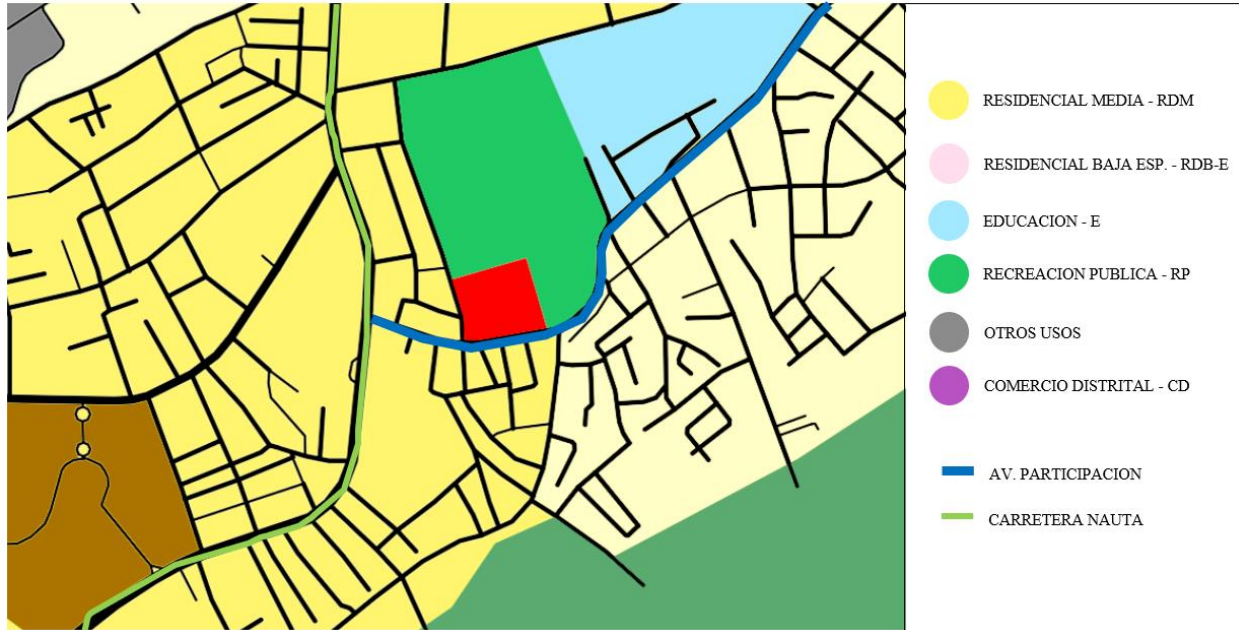 RESIDENCIAL MEDIA - RDM
RESIDENCIAL BAJA ESP. - RDB-E
EDUCACION - E
RECREACION PUBLICA - RP
OTROS USOS
COMERCIO DISTRITAL - CD
AV. PARTICIPACION
CARRETERA NAUTA